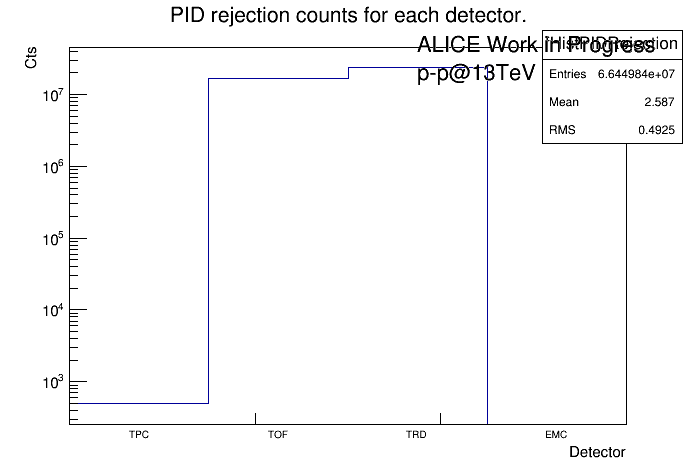 PID rejection counts for each detector.
Cts
ALICE Work in Progress
p-p@13TeV
Entries 6.644984e+07
Mean 2.587
RMS 0.4925
10⁷
10⁶
10⁵
10⁴
10³
TPC TOF TRD EMC
Detector